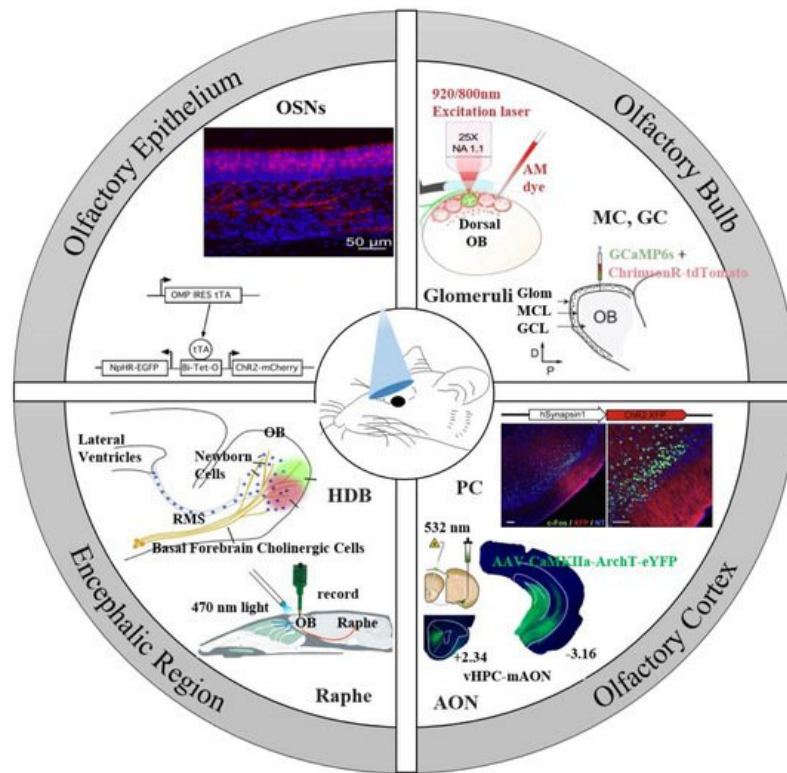 Olfactory Epithelium
OSNs
50 µm
OMP IRES tTA
tTA
NpHR-EGFP
Bi-Tet-O
ChR2-mCherry
Olfactory Bulb
920/800nm
Excitation laser
25X
NA 1.1
AM
dye
Dorsal
OB
Glomeruli
MC, GC
GCaMP6s +
ChrimsonR-tdTomato
Glom
MCL
GCL
OB
D
P
Encephalic Region
Lateral
Ventricles
OB
Newborn
Cells
HDB
RMS
Basal Forebrain Cholinergic Cells
470 nm light
record
OB
Raphe
Raphe
Olfactory Cortex
hSynapsin1
ChR2:XFP
PC
c-Fos / RFP / NT
532 nm
AAV-CaMKIIa-ArchT-eYFP
+2.34
-3.16
vHPC-mAON
AON